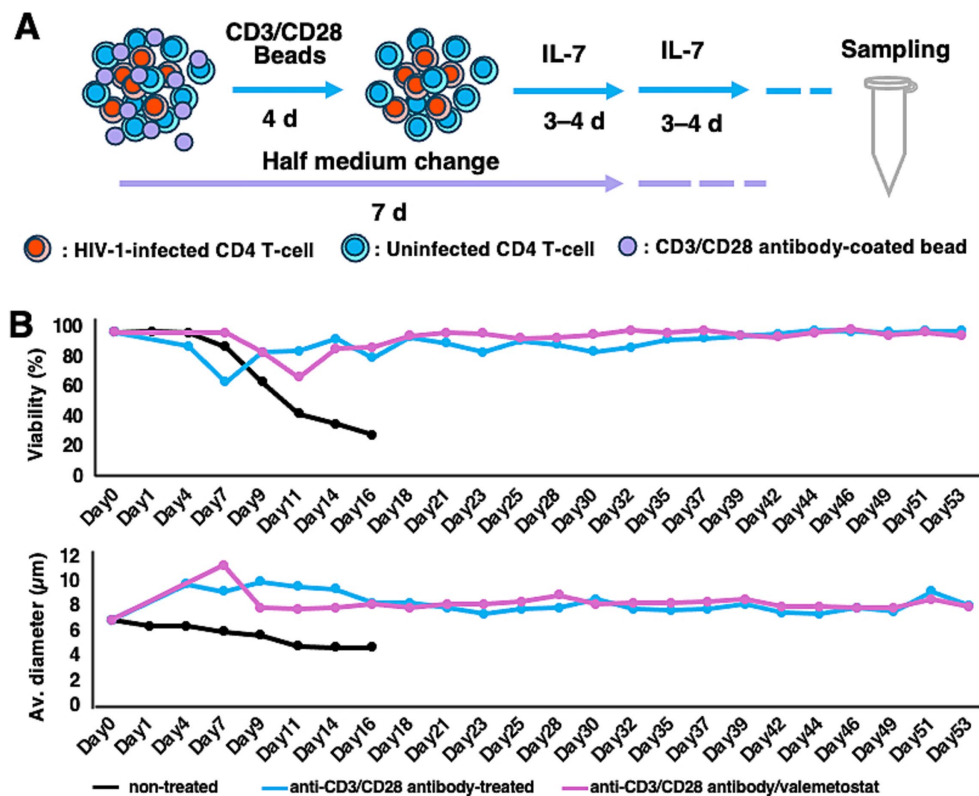 A
CD3/CD28
Beads
4 d
IL-7
3–4 d
IL-7
3–4 d
Sampling
Half medium change
7 d
: HIV-1-infected CD4 T-cell
: Uninfected CD4 T-cell
: CD3/CD28 antibody-coated bead
B
Viability (%)
100
80
60
40
20
0
Day0 Day1 Day4 Day7 Day9 Day11 Day14 Day16 Day18 Day21 Day23 Day25 Day28 Day30 Day32 Day35 Day37 Day39 Day42 Day44 Day46 Day49 Day51 Day53
Av. diameter (µm)
12
10
8
6
4
2
0
Day0 Day1 Day4 Day7 Day9 Day11 Day14 Day16 Day18 Day21 Day23 Day25 Day28 Day30 Day32 Day35 Day37 Day39 Day42 Day44 Day46 Day49 Day51 Day53
non-treated
anti-CD3/CD28 antibody-treated
anti-CD3/CD28 antibody/valemetostat